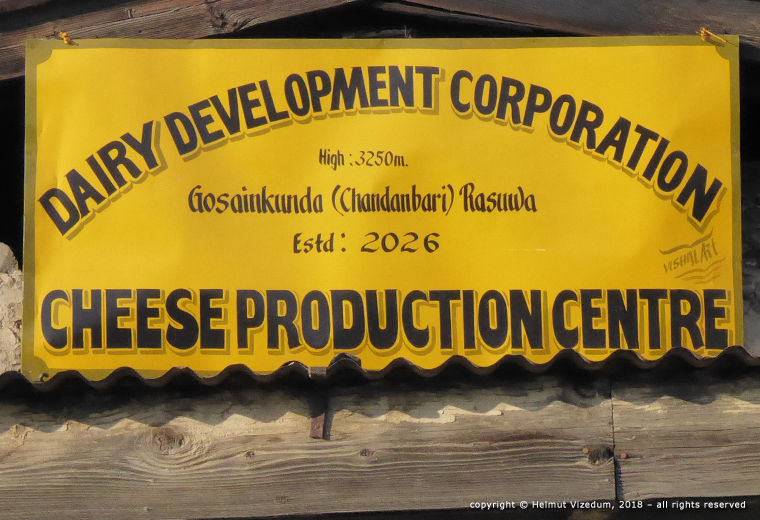 DAIRY DEVELOPMENT CORPORATION
High : 3250m.
Gosainkunda (Chandanbari) Rasuwa
Estd : 2026
VISHAL Art
CHEESE PRODUCTION CENTRE
copyright © Helmut Vizedum, 2018 – all rights reserved